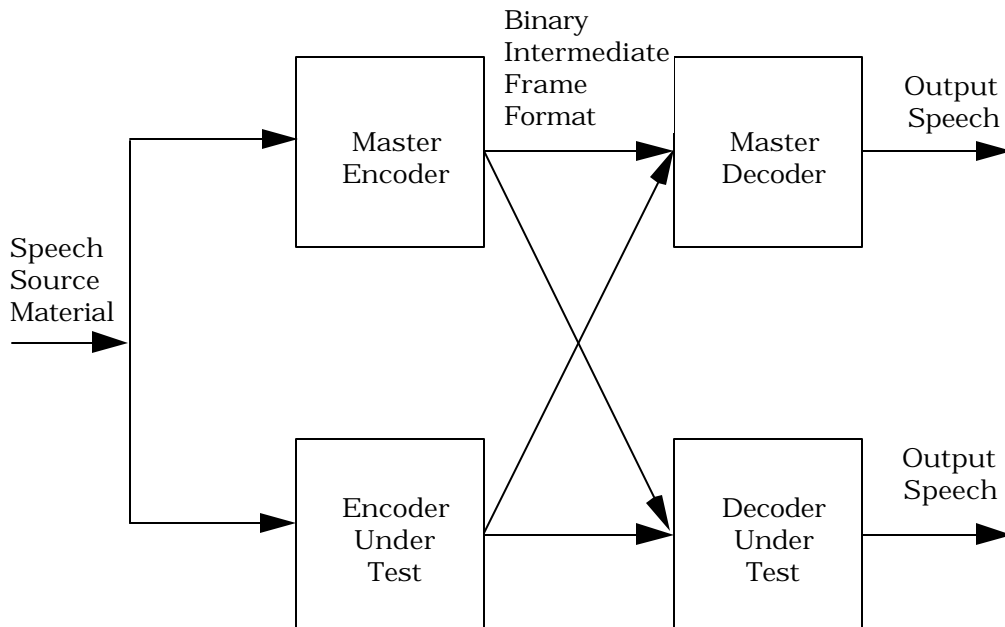 Binary
Intermediate
Frame
Format
Master
Encoder
Master
Decoder
Output
Speech
Speech
Source
Material
Encoder
Under
Test
Decoder
Under
Test
Output
Speech